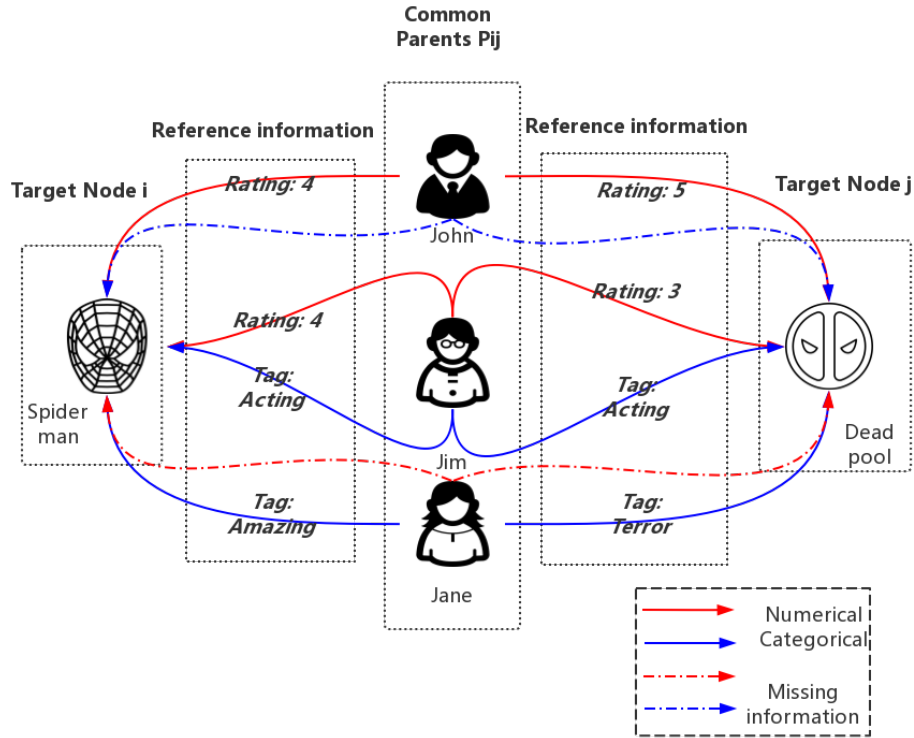 Common
Parents Pij
Reference information
Reference information
Target Node i
Target Node j
Rating: 4
Rating: 5
John
Rating: 4
Rating: 3
Tag:
Acting
Tag:
Acting
Spider
man
Dead
pool
Jim
Tag:
Amazing
Tag:
Terror
Jane
Numerical
Categorical
Missing
information